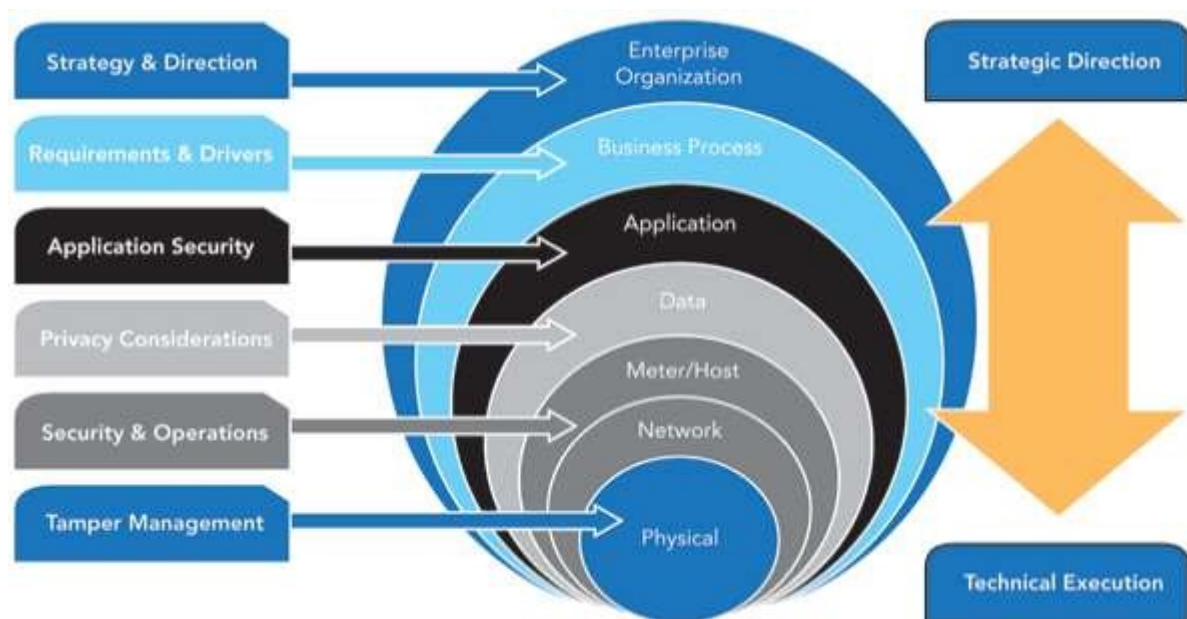 Strategy & Direction
Requirements & Drivers
Application Security
Privacy Considerations
Security & Operations
Tamper Management
Enterprise
Organization
Business Process
Application
Data
Meter/Host
Network
Physical
Strategic Direction
Technical Execution